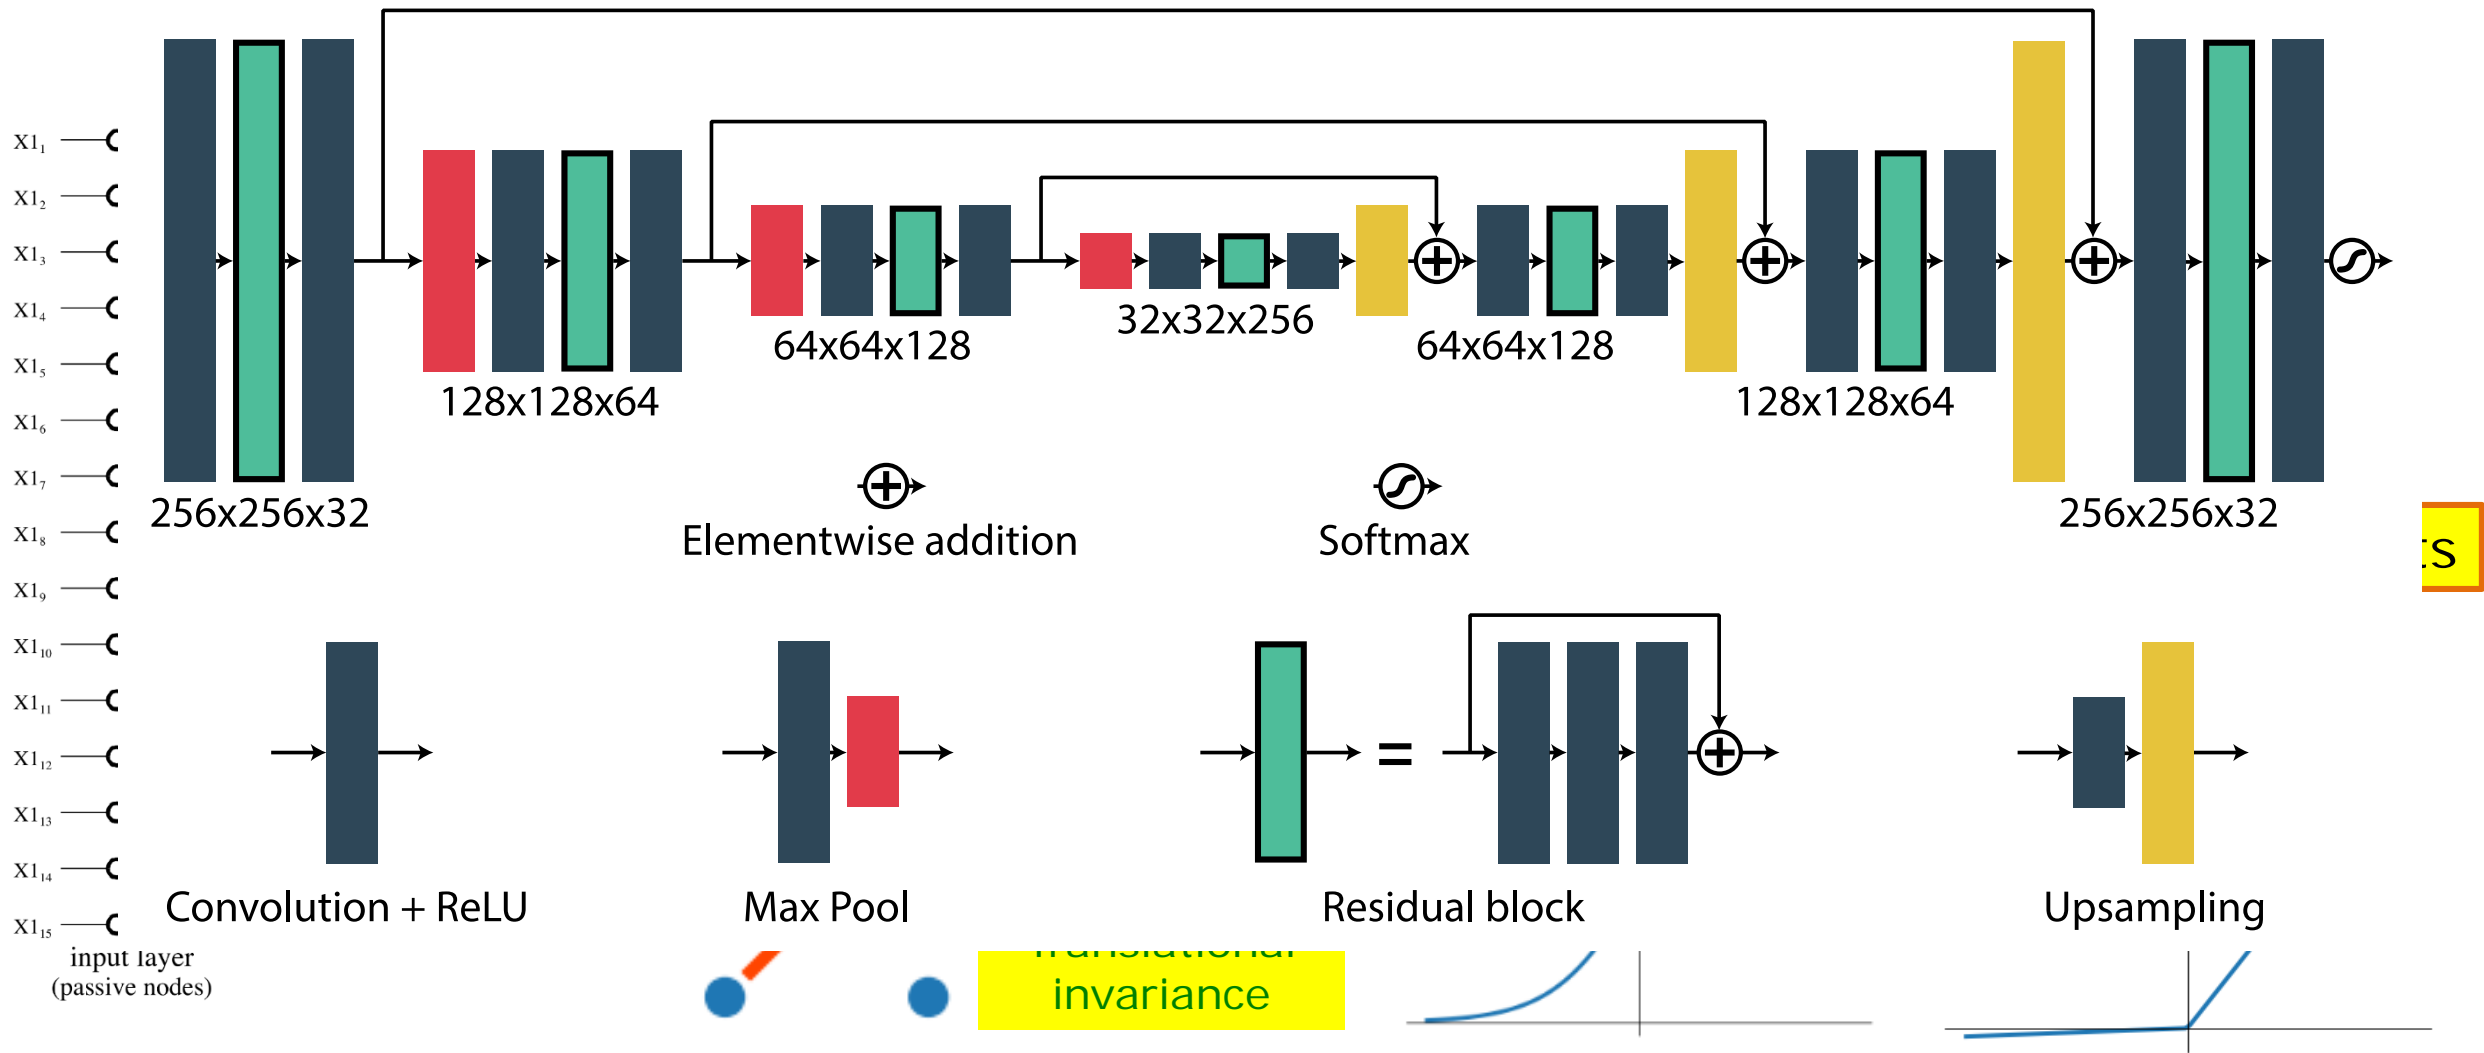 X1₁
X1₂
X1₃
X1₄
X1₅
X1₆
X1₇
X1₈
X1₉
X1₁₀
X1₁₁
X1₁₂
X1₁₃
X1₁₄
X1₁₅
input layer
(passive nodes)
256x256x32
128x128x64
64x64x128
32x32x256
64x64x128
128x128x64
256x256x32
Elementwise addition
Softmax
=
Convolution + ReLU
Max Pool
Residual block
Upsampling
Translational
invariance